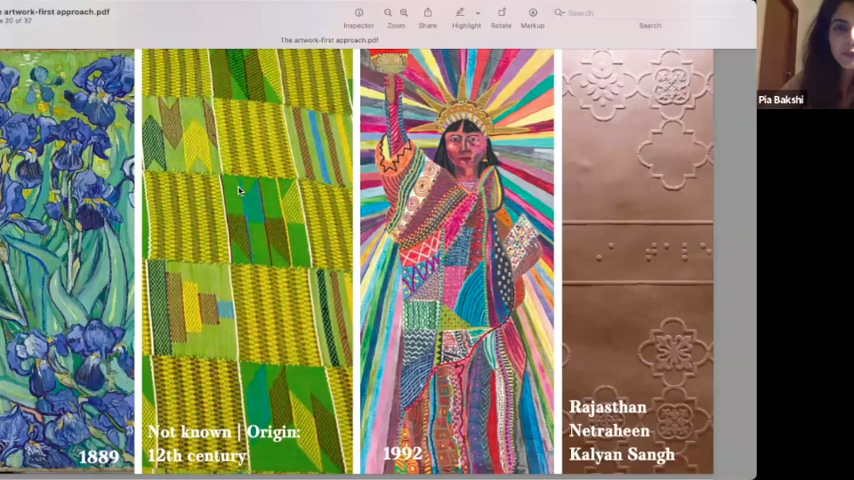 e artwork-first approach.pdf
e 20 of 37
Inspector
Zoom
Share
Highlight
Rotate
Markup
Search
Search
The artwork-first approach.pdf
Pia Bakshi
1889
Not known | Origin:
12th century
1992
Rajasthan
Netraheen
Kalyan Sangh